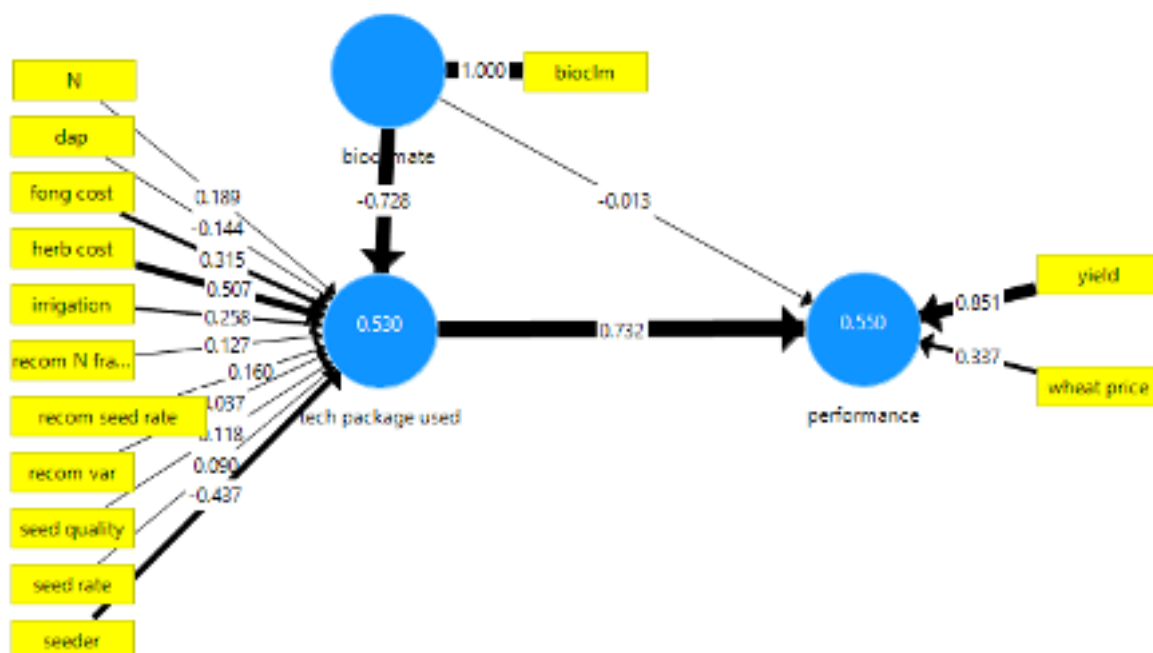 N
dap
fong cost
herb cost
irrigation
recom N fra...
recom seed rate
recom var
seed quality
seed rate
seeder
0.189
-0.144
0.315
0.507
0.258
0.127
0.160
.037
.118
0.090
-0.437
1.000
bioclm
-0.728
-0.013
0.530
tech package used
0.732
0.550
performance
0.851
yield
0.337
wheat price